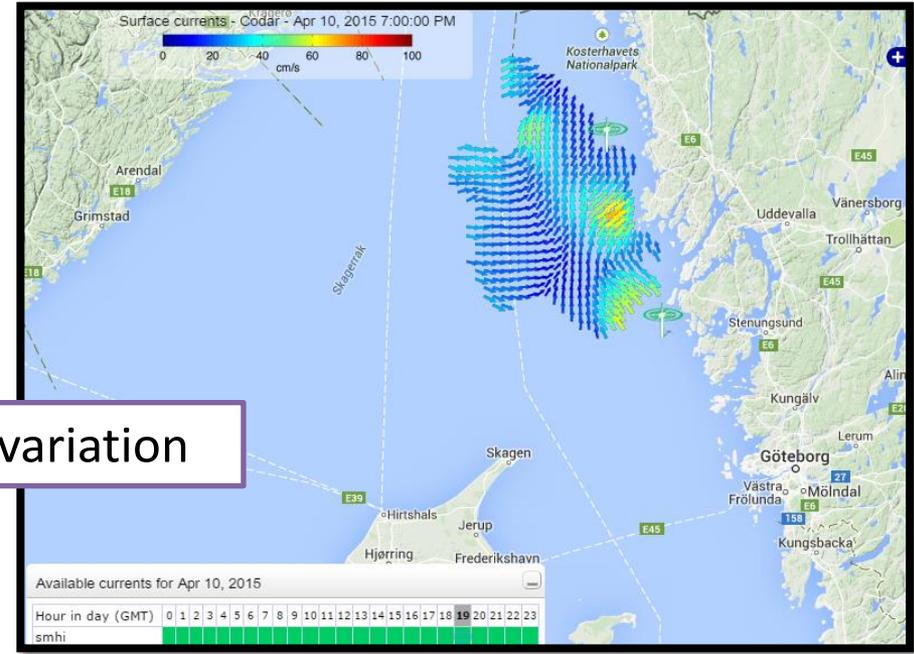 Surface currents - Codar - Apr 10, 2015 7:00:00 PM
0 20 40 60 80 100
cm/s
Kosterhavets
Nationalpark
+
E6
E45
Arendal
E18
Grimstad
Uddevalla
Vänersborg
Trollhättan
Skagerrak
E18
E45
Stenungsund
E6
Kungälv
variation
Lerum
Skagen
Göteborg
27
Västra
Frölunda
Mölndal
E6
E39
158
Hirtshals
Jerup
E45
Kungsbacka
Hjørring
Frederikshavn
Available currents for Apr 10, 2015
Hour in day (GMT) 0 1 2 3 4 5 6 7 8 9 10 11 12 13 14 15 16 17 18 19 20 21 22 23
smhi